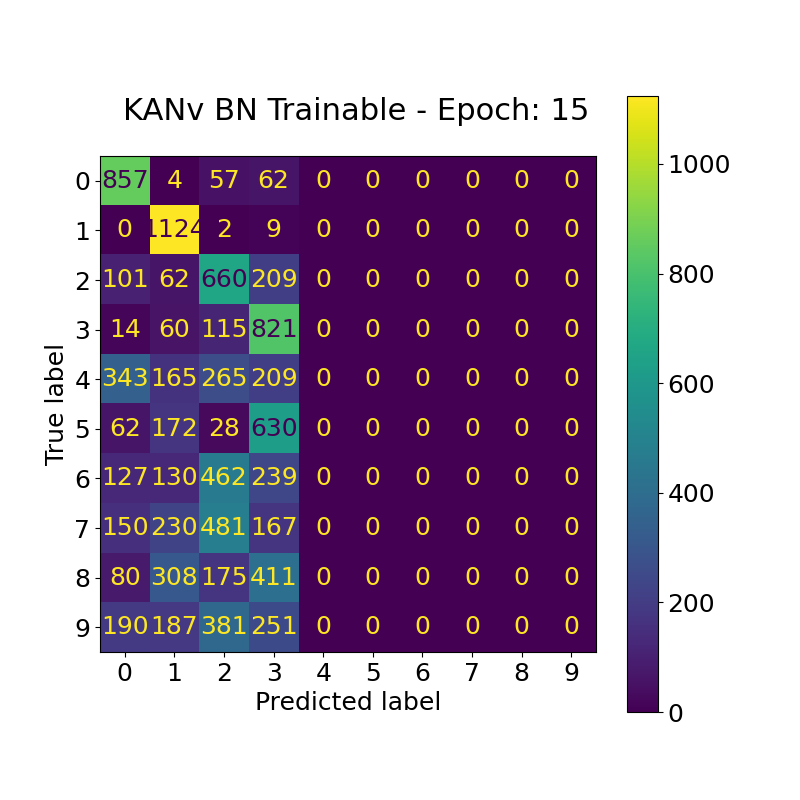 KANv BN Trainable - Epoch: 15
0 857 4 57 62 0 0 0 0 0 0
1 0 1124 2 9 0 0 0 0 0 0
2 101 62 660 209 0 0 0 0 0 0
3 14 60 115 821 0 0 0 0 0 0
4 343 165 265 209 0 0 0 0 0 0
5 62 172 28 630 0 0 0 0 0 0
6 127 130 462 239 0 0 0 0 0 0
7 150 230 481 167 0 0 0 0 0 0
8 80 308 175 411 0 0 0 0 0 0
9 190 187 381 251 0 0 0 0 0 0
0 1 2 3 4 5 6 7 8 9
Predicted label
True label
1000
800
600
400
200
0